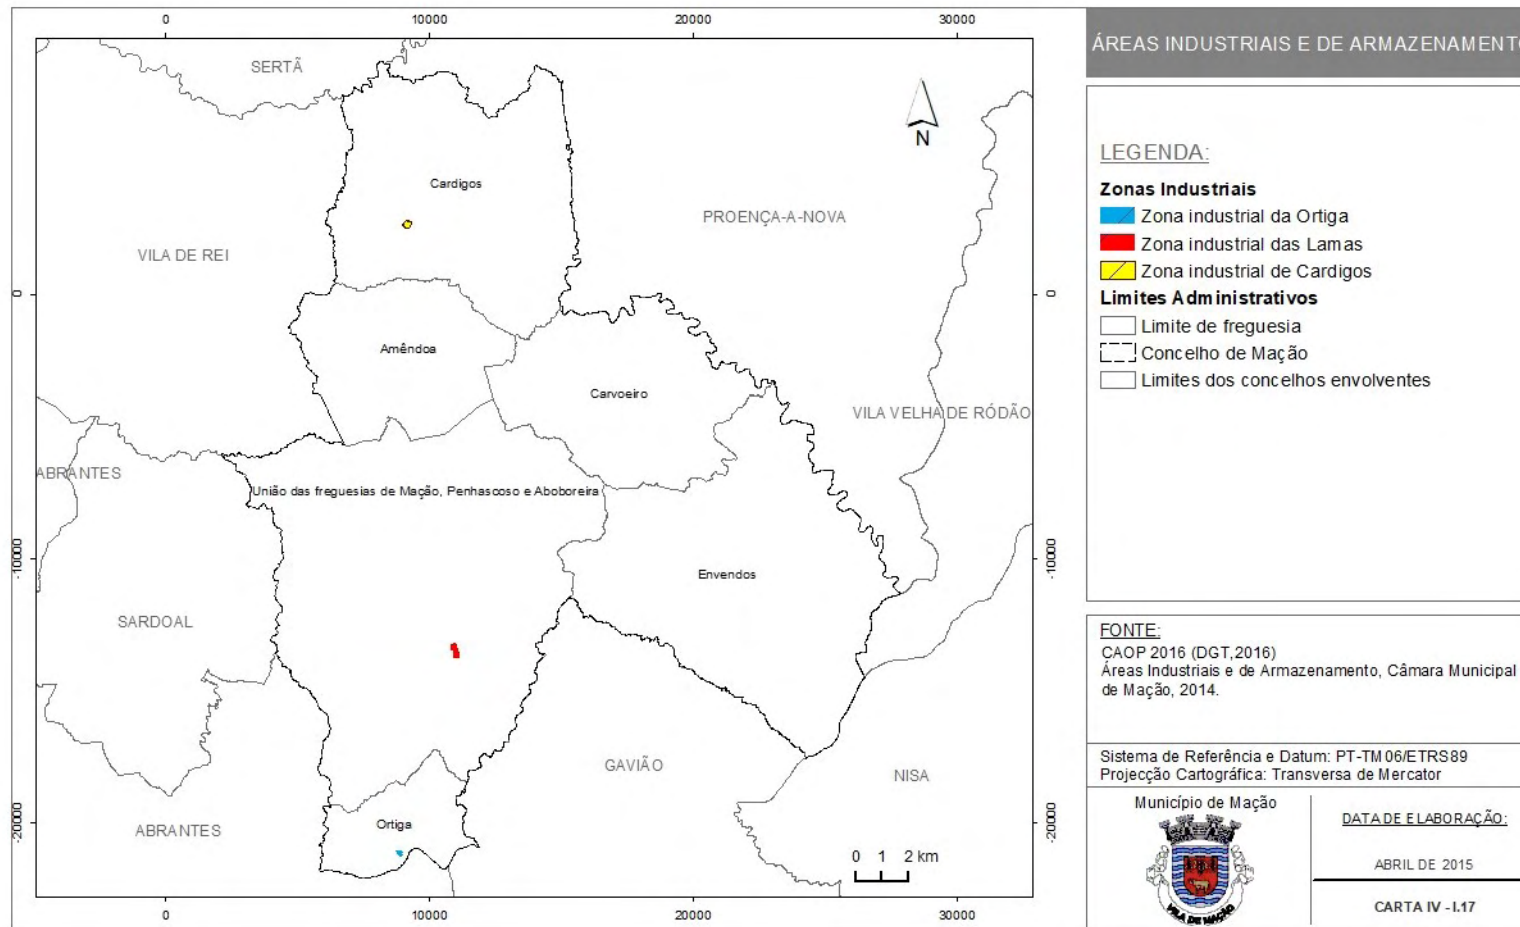 0 10000 20000 30000
ÁREAS INDUSTRIAIS E DE ARMAZENAMENTO
SERTÃ
N
Cardigos
PROENÇA-A-NOVA
VILA DE REI
0 0
Amêndoa
Carvoeiro
VILA VELHA DE RÓDÃO
ABRANTES
União das freguesias de Mação, Penhascoso e Aboboreira
-10000 -10000
Envendos
SARDOAL
GAVIÃO
NISA
Ortiga
ABRANTES
-20000 -20000
0 1 2 km
0 10000 20000 30000
LEGENDA:
Zonas Industriais
Zona industrial da Ortiga
Zona industrial das Lamas
Zona industrial de Cardigos
Limites Administrativos
Limite de freguesia
Concelho de Mação
Limites dos concelhos envolventes
FONTE:
CAOP 2016 (DGT,2016)
Áreas Industriais e de Armazenamento, Câmara Municipal
de Mação, 2014.
Sistema de Referência e Datum: PT-TM06/ETRS89
Projecção Cartográfica: Transversa de Mercator
Município de Mação
VILA DE MAÇÃO
DATA DE ELABORAÇÃO:
ABRIL DE 2015
CARTA IV - I.17